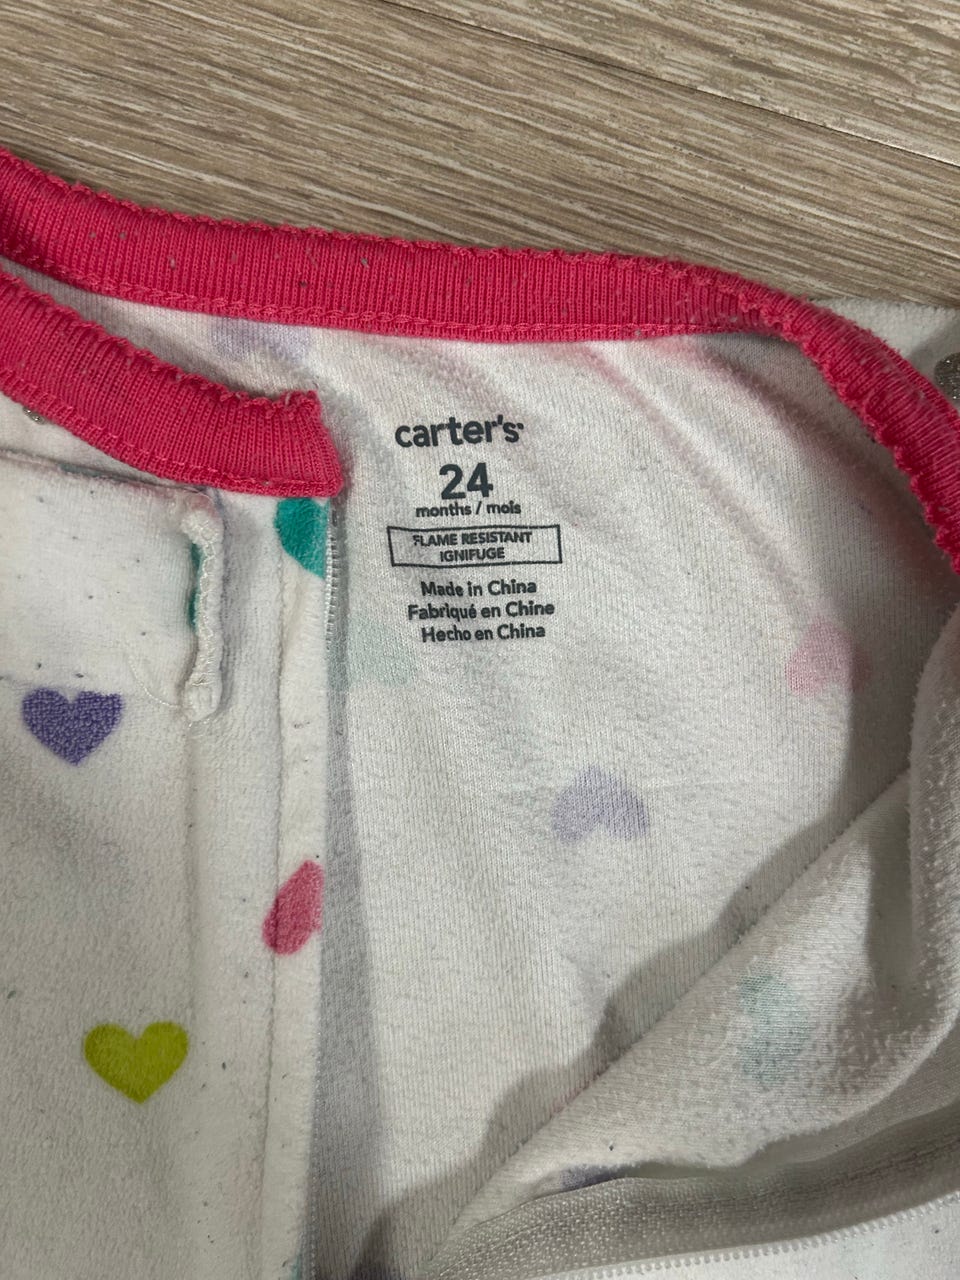 carter's
24
months / mois
FLAME RESISTANT
IGNIFUGE
Made in China
Fabriqué en Chine
Hecho en China